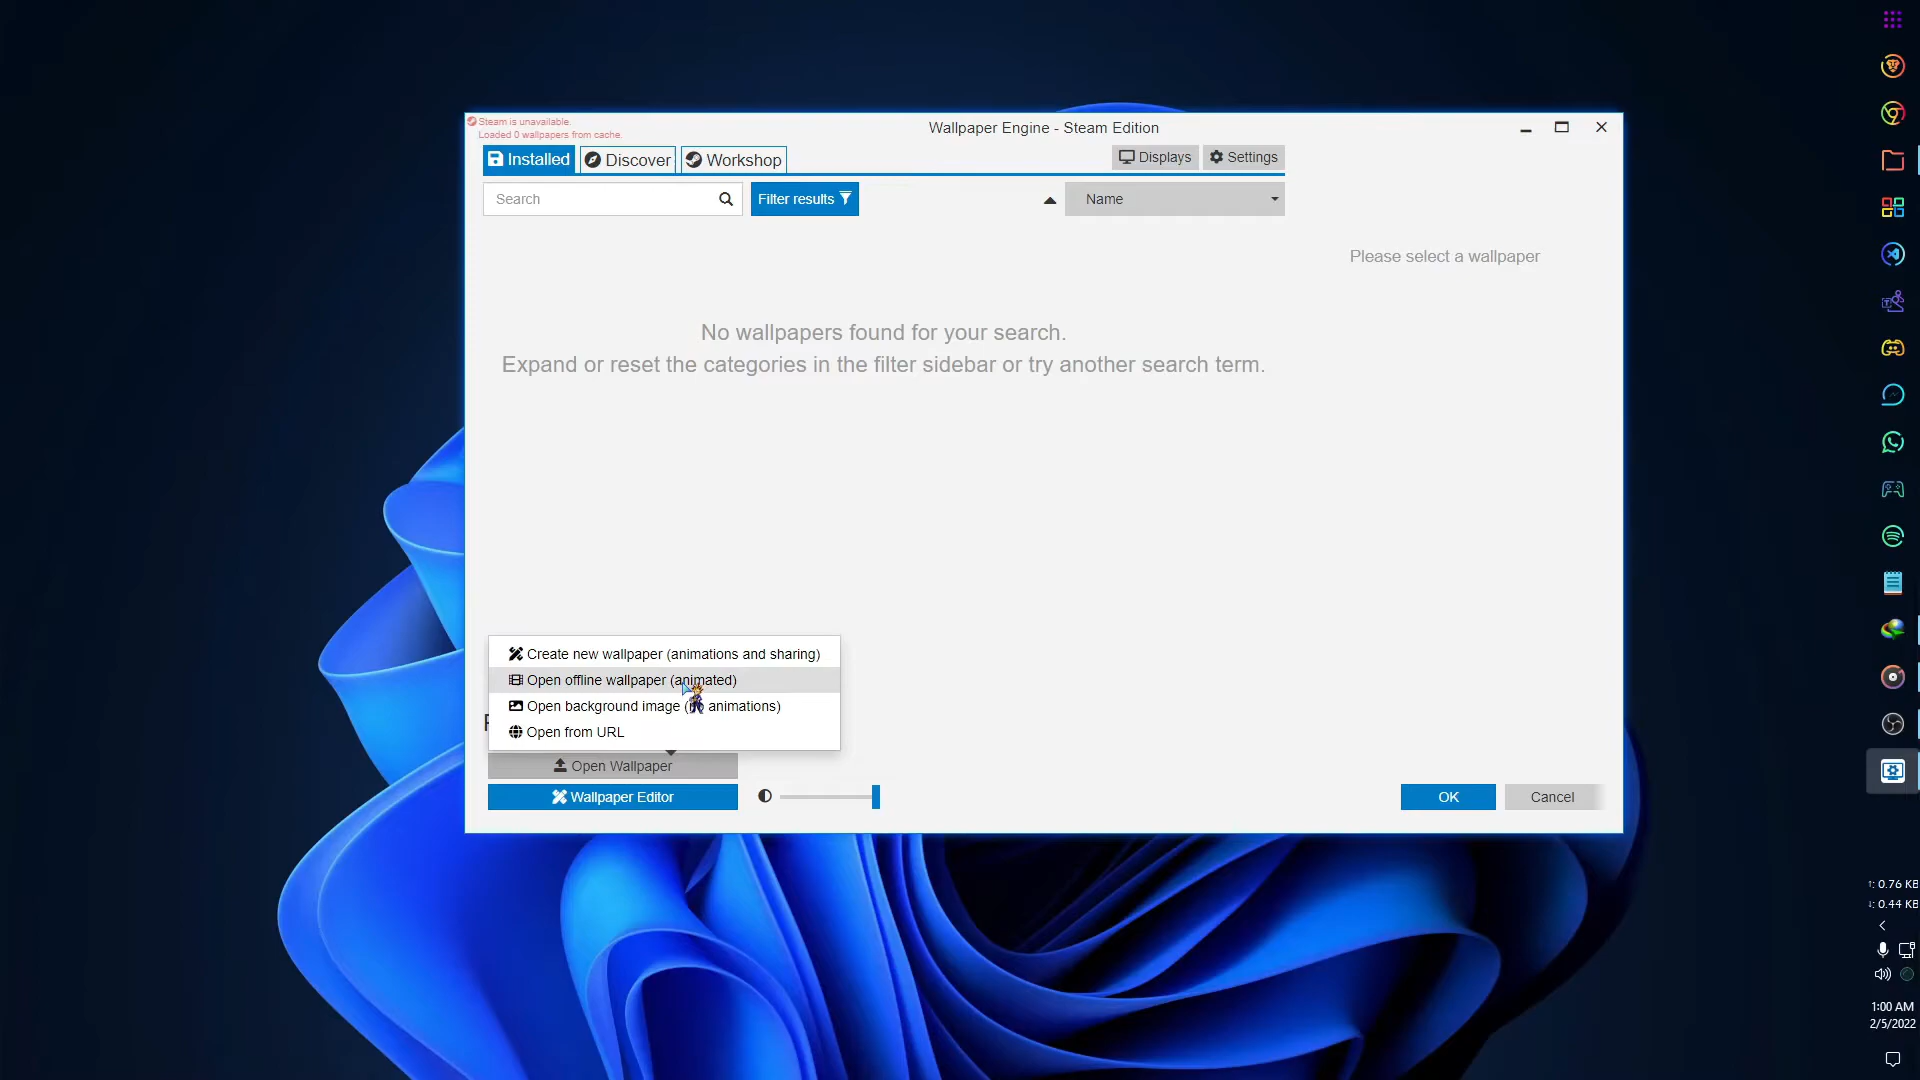 Steam is unavailable.
Loaded 0 wallpapers from cache.
Wallpaper Engine - Steam Edition
Installed
Discover
Workshop
Displays
Settings
Search
Filter results
Name
Please select a wallpaper
No wallpapers found for your search.
Expand or reset the categories in the filter sidebar or try another search term.
Create new wallpaper (animations and sharing)
Open offline wallpaper (animated)
Open background image ( animations)
Open from URL
Open Wallpaper
Wallpaper Editor
OK
Cancel
↑: 0.76 KB
↓: 0.44 KB
1:00 AM
2/5/2022